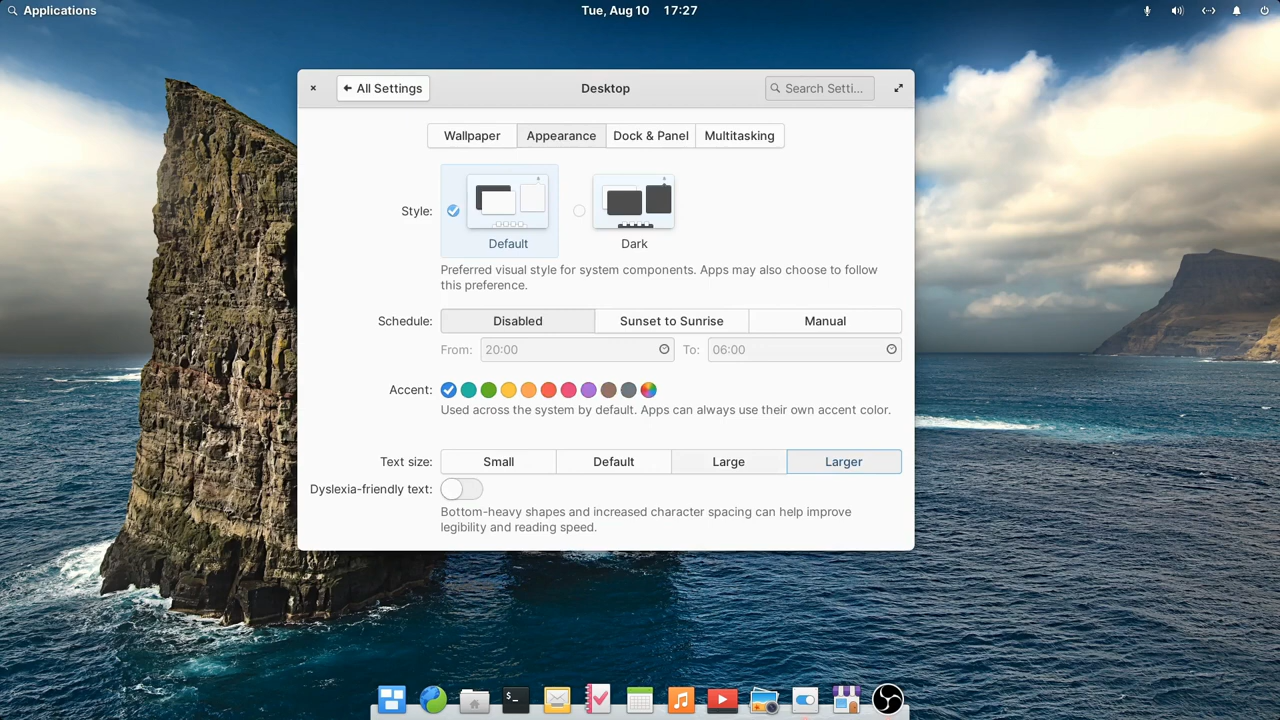 Applications
Tue, Aug 10 17:27
All Settings
Desktop
Search Setti...
Wallpaper
Appearance
Dock & Panel
Multitasking
Style:
Default
Dark
Preferred visual style for system components. Apps may also choose to follow
this preference.
Schedule:
Disabled
Sunset to Sunrise
Manual
From: 20:00
To: 06:00
Accent:
Used across the system by default. Apps can always use their own accent color.
Text size:
Small
Default
Large
Larger
Dyslexia-friendly text:
Bottom-heavy shapes and increased character spacing can help improve
legibility and reading speed.